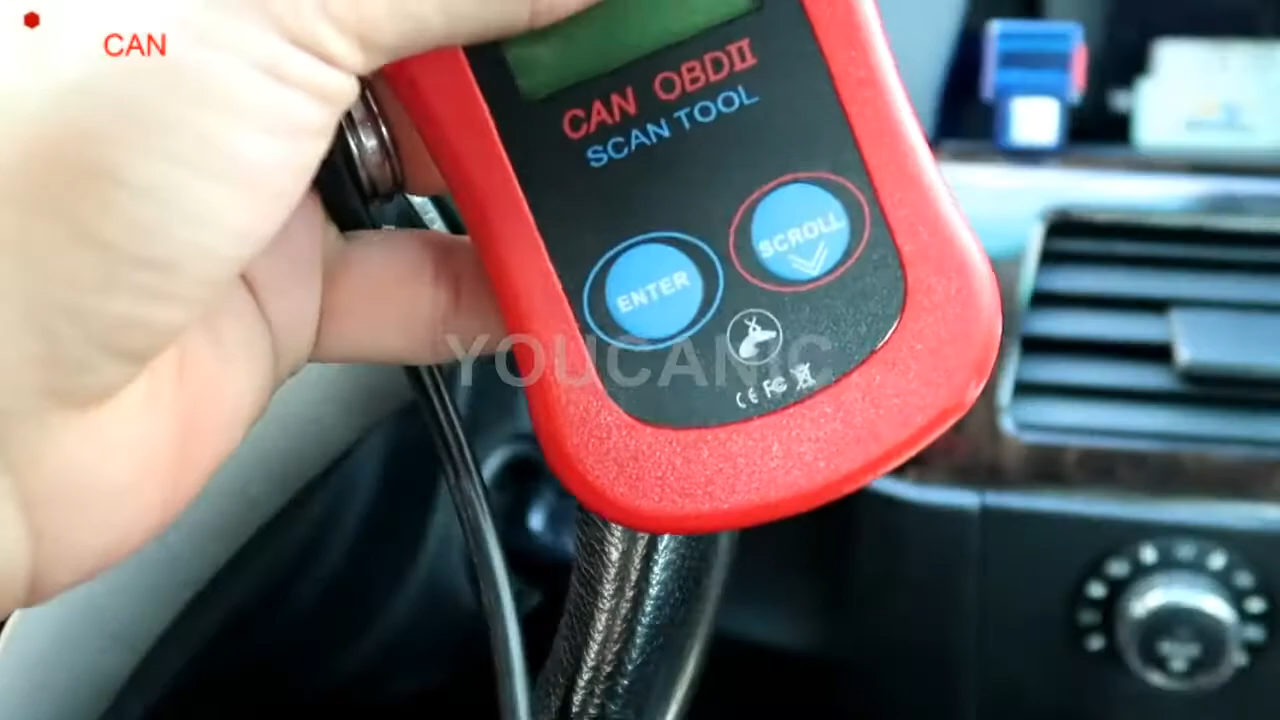 CAN
CAN OBDII
SCAN TOOL
SCROLL
ENTER
YOUCANIC
CE FC